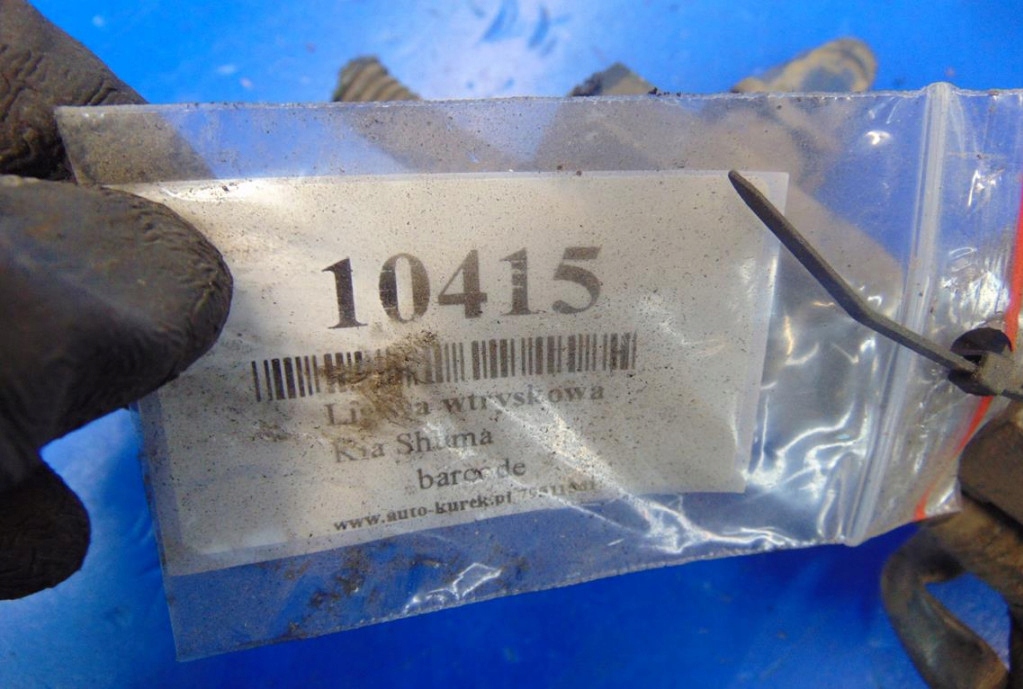 10415
wtryskowa
Kia Shuma
barcode
www.auto-kurek.pl